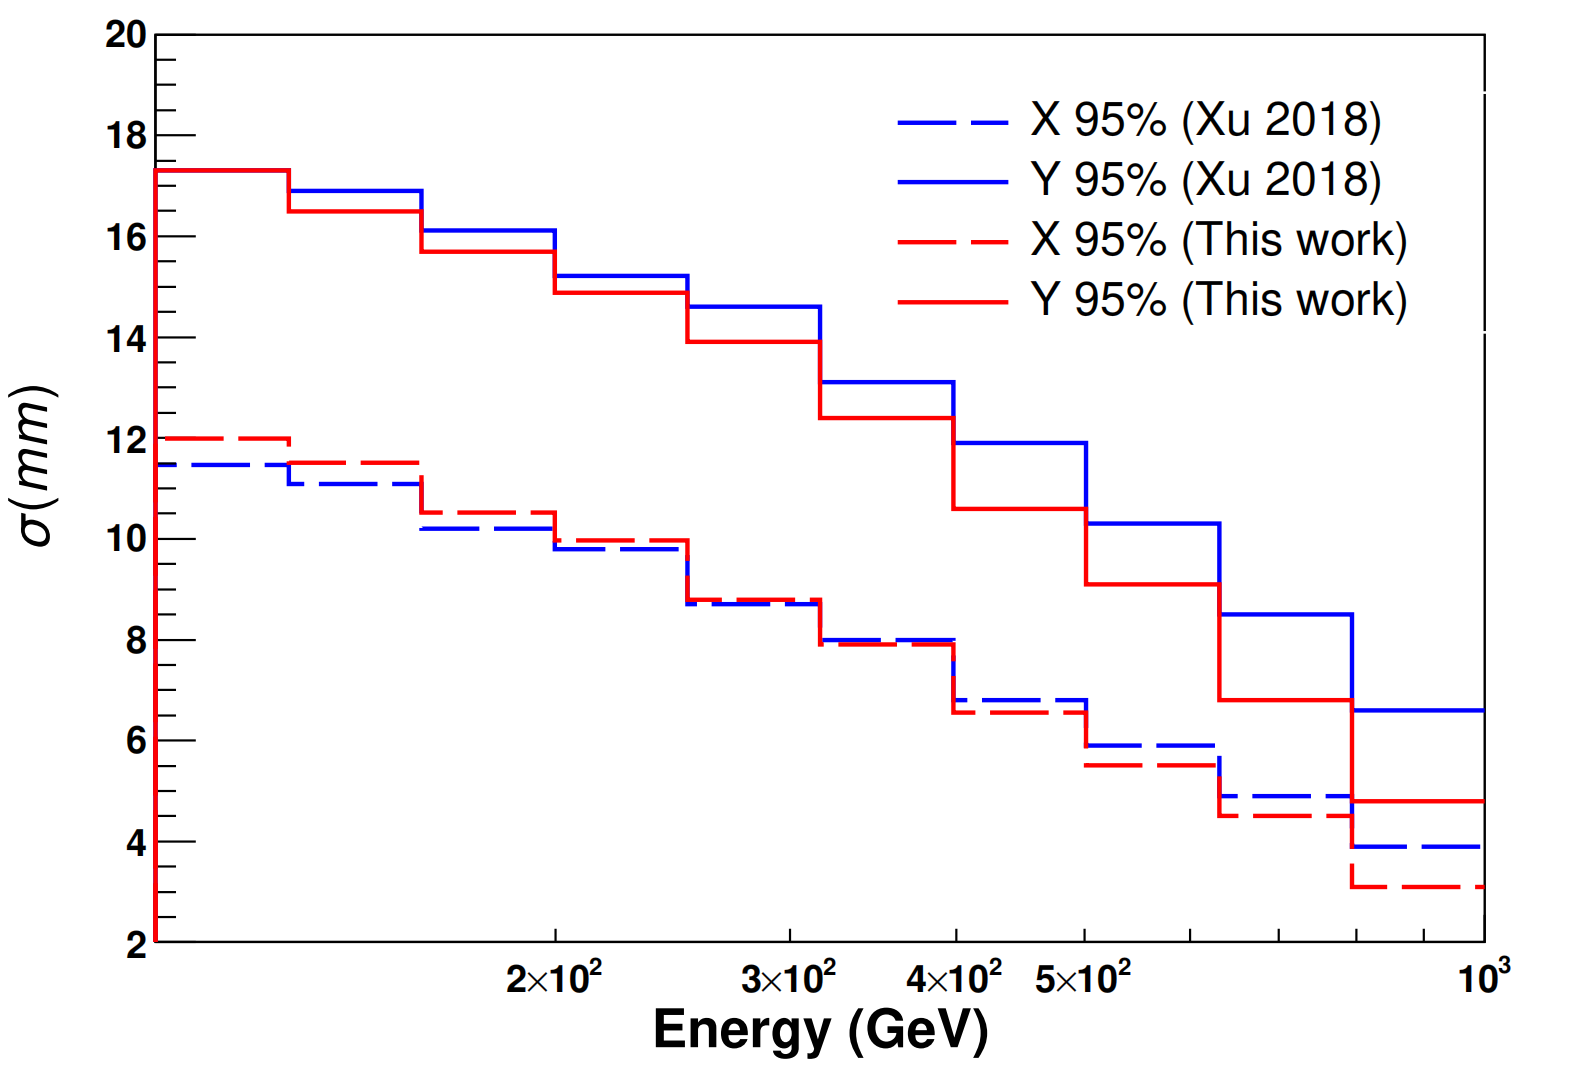 20
18
16
14
12
10
8
6
4
2
σ(mm)
X 95% (Xu 2018)
Y 95% (Xu 2018)
X 95% (This work)
Y 95% (This work)
2×10² 3×10² 4×10² 5×10² 10³
Energy (GeV)